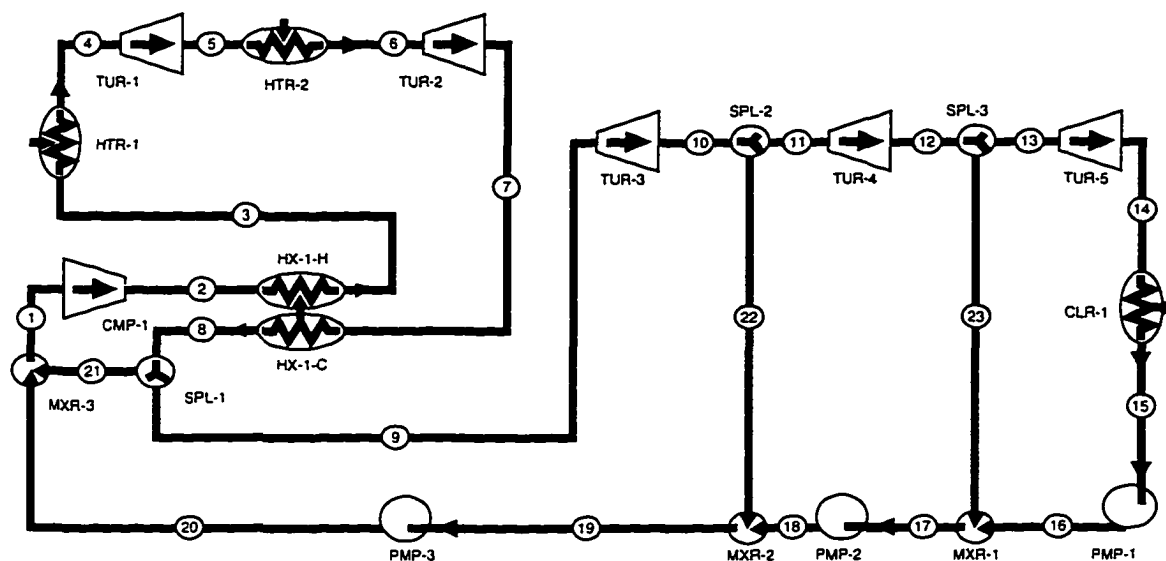 4
5
6
TUR-1
HTR-2
TUR-2
HTR-1
SPL-2
SPL-3
10
11
12
13
TUR-3
TUR-4
TUR-5
7
3
14
HX-1-H
2
1
CMP-1
8
22
23
CLR-1
HX-1-C
21
MXR-3
SPL-1
15
9
20
19
18
17
16
PMP-3
MXR-2
PMP-2
MXR-1
PMP-1